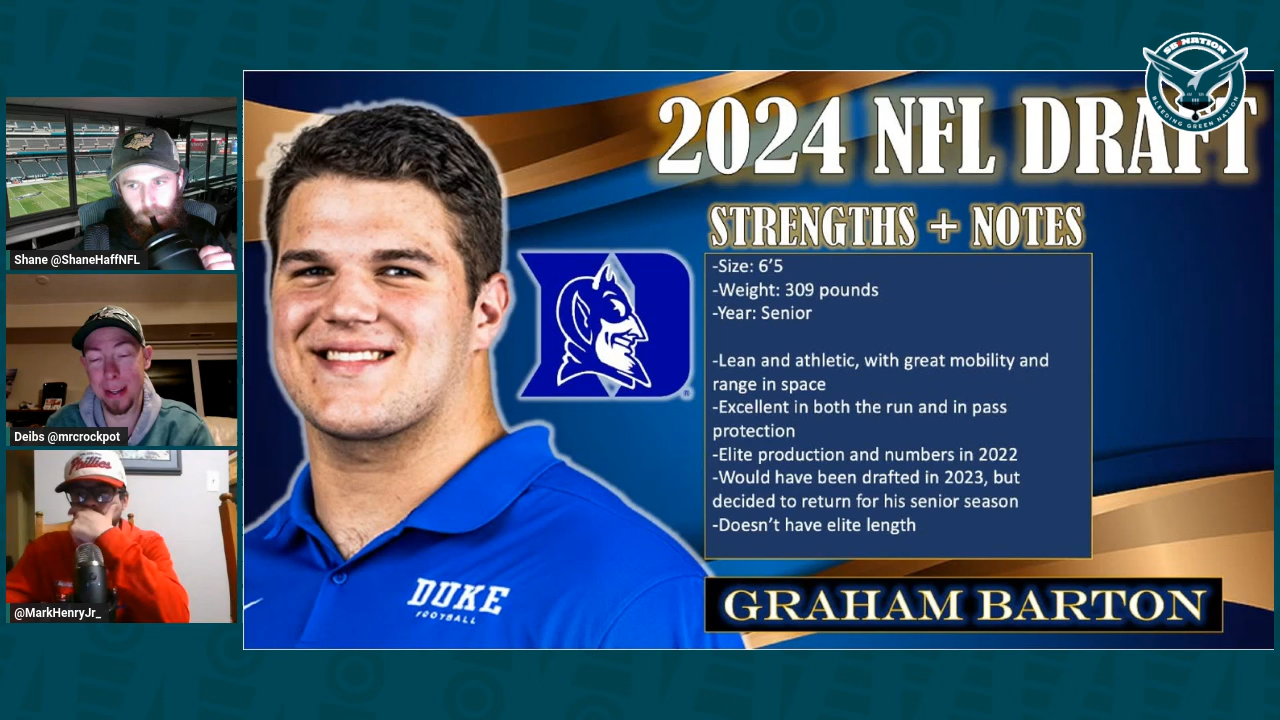 SB NATION
BLEEDING GREEN NATION
2024 NFL DRAFT
STRENGTHS + NOTES
-Size: 6’5
-Weight: 309 pounds
-Year: Senior
-Lean and athletic, with great mobility and
range in space
-Excellent in both the run and in pass
protection
-Elite production and numbers in 2022
-Would have been drafted in 2023, but
decided to return for his senior season
-Doesn’t have elite length
GRAHAM BARTON
DUKE
FOOTBALL
Shane @ShaneHaffNFL
Deibs @mrcrockpot
Phillies
@MarkHenryJr_